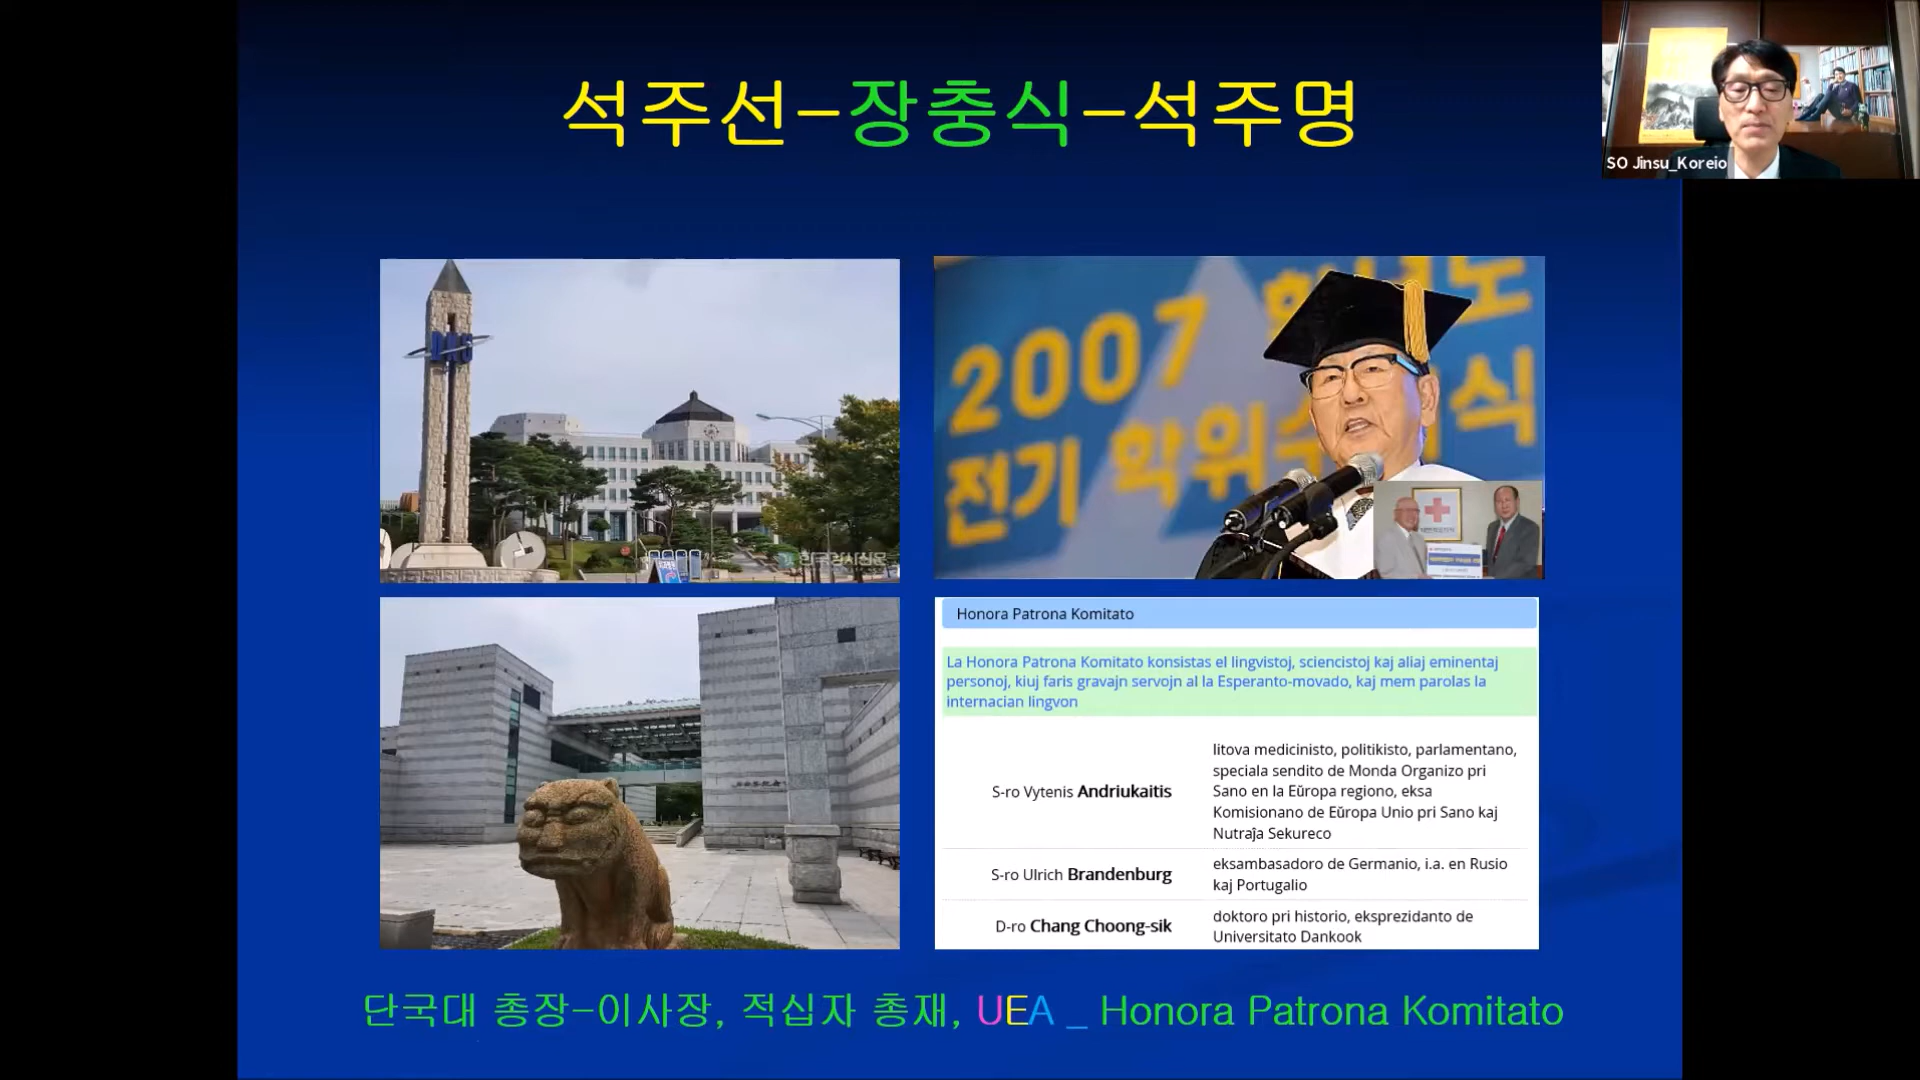 석주선-장충식-석주명
SO Jinsu_Koreio
2007
전기 학위수 식
Honora Patrona Komitato
La Honora Patrona Komitato konsistas el lingvistoj, sciencistoj kaj aliaj eminentaj
personoj, kiuj faris gravajn servojn al la Esperanto-movado, kaj mem parolas la
internacian lingvon
S-ro Vytenis Andriukaitis
litova medicinisto, politikisto, parlamentano,
speciala sendito de Monda Organizo pri
Sano en la Eŭropa regiono, eksa
Komisionano de Eŭropa Unio pri Sano kaj
Nutraĵa Sekureco
S-ro Ulrich Brandenburg
eksambasadoro de Germanio, i.a. en Rusio
kaj Portugalio
D-ro Chang Choong-sik
doktoro pri historio, eksprezidanto de
Universitato Dankook
단국대 총장-이사장, 적십자 총재, UEA _ Honora Patrona Komitato